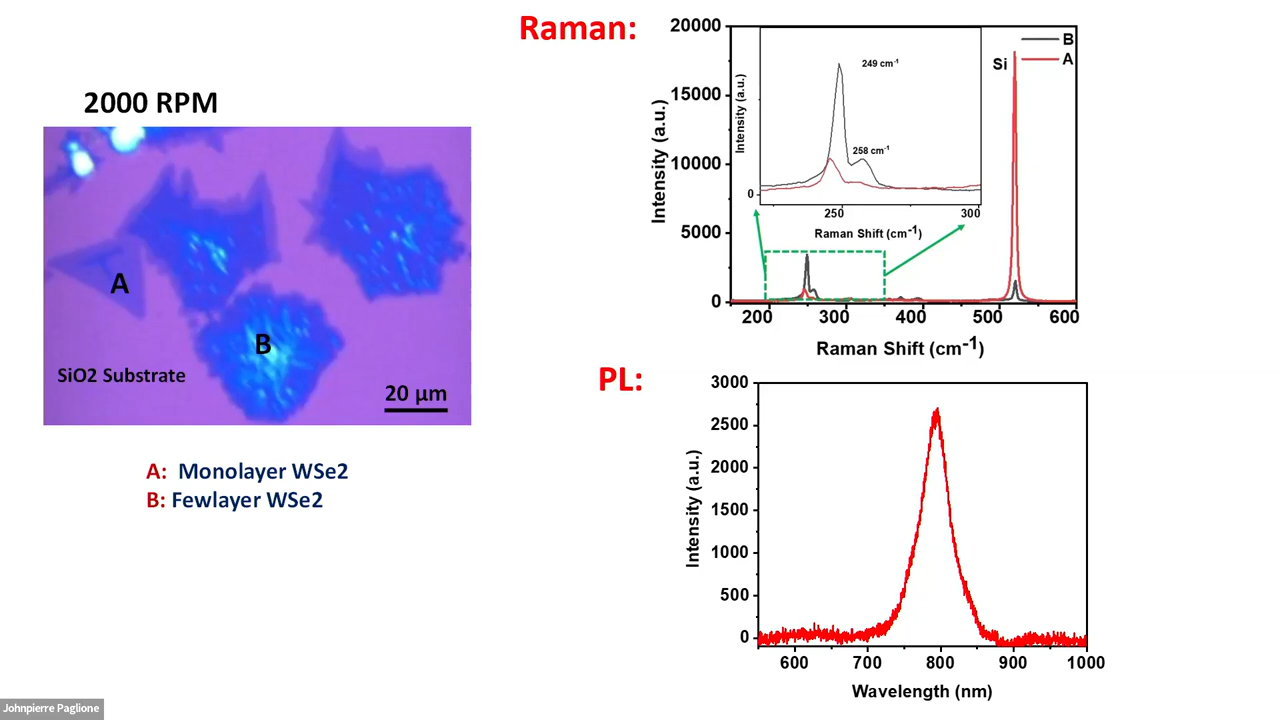 Raman:
2000 RPM
A
B
SiO2 Substrate
20 μm
A: Monolayer WSe2
B: Fewlayer WSe2
20000
15000
10000
5000
0
Intensity (a.u.)
200
300
400
500
600
Raman Shift (cm-1)
Si
B
A
249 cm-1
258 cm-1
Intensity (a.u.)
0
250
300
Raman Shift (cm-1)
PL:
3000
2500
2000
1500
1000
500
0
Intensity (a.u.)
600
700
800
900
1000
Wavelength (nm)
Johnpierre Paglione